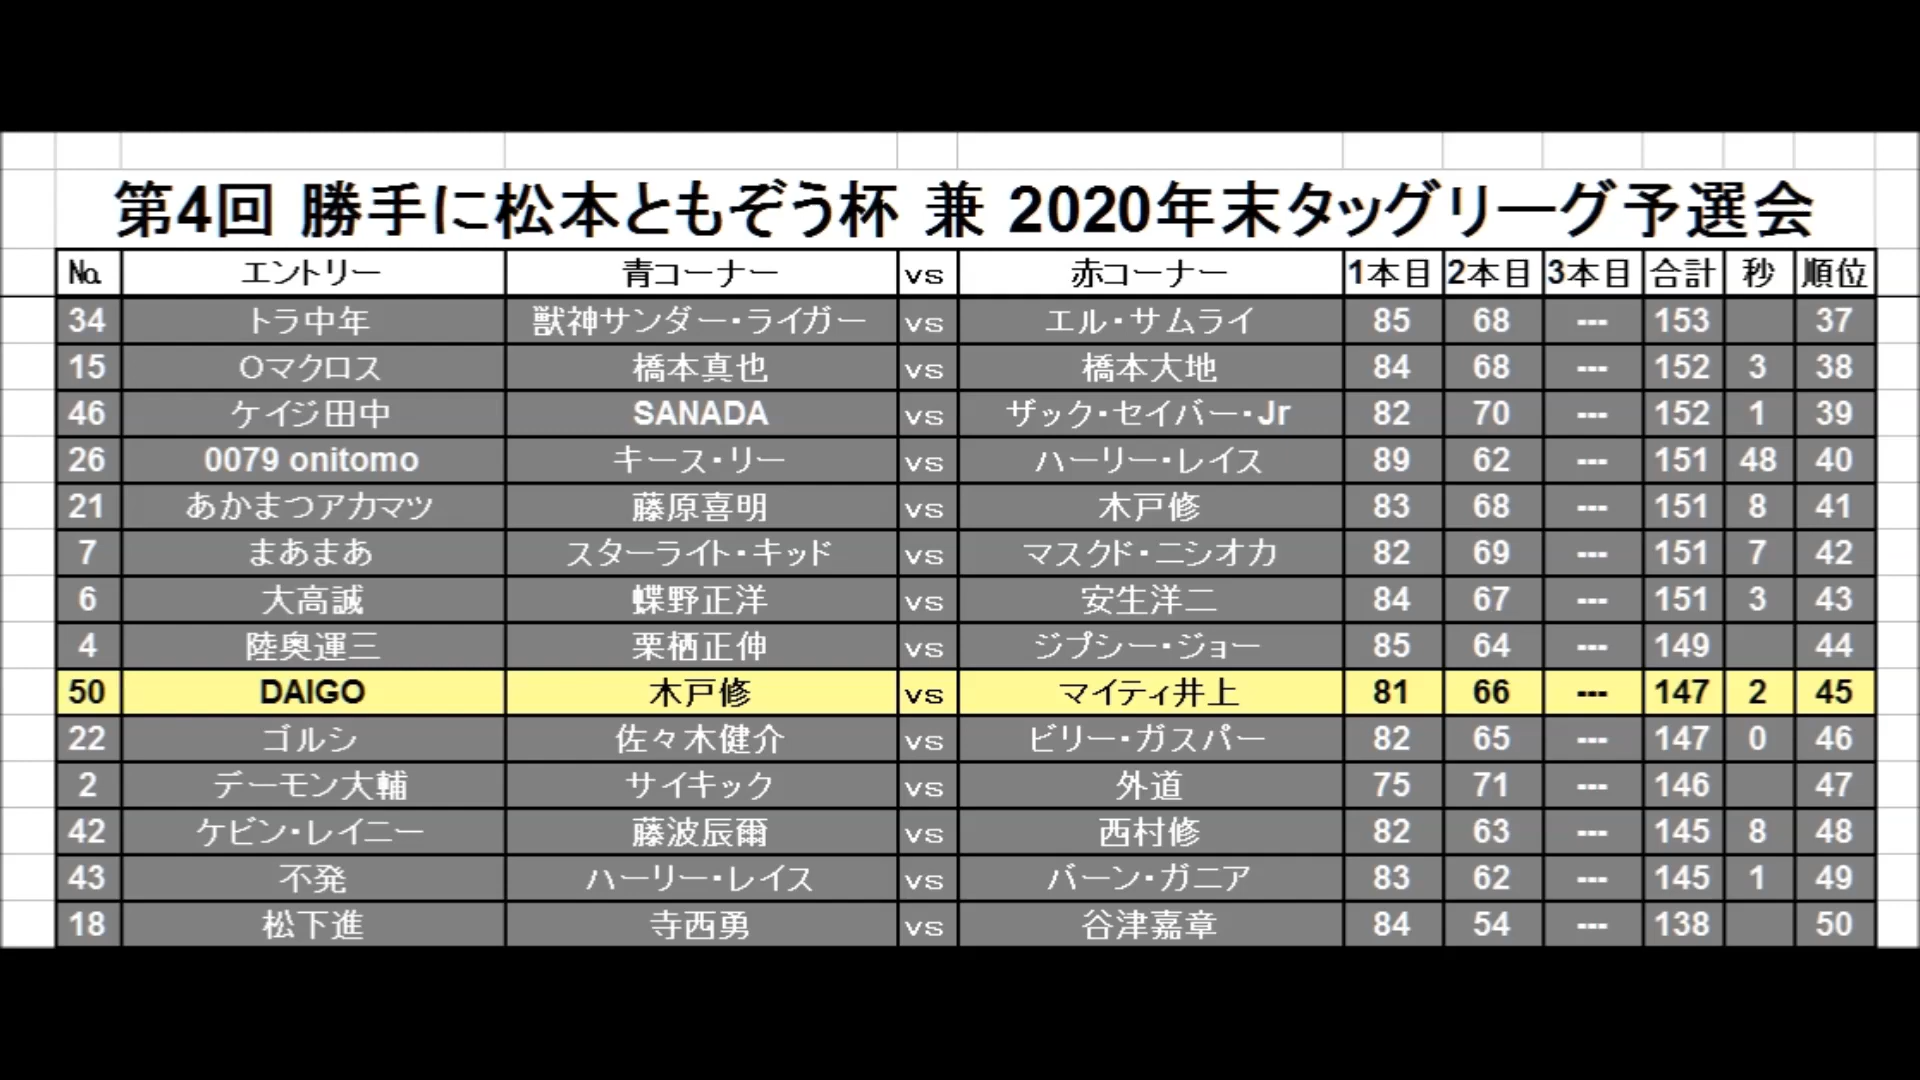 第4回 勝手に松本ともぞう杯 兼 2020年末タッグリーグ予選会
№ エントリー 青コーナー vs 赤コーナー 1本目 2本目 3本目 合計 秒 順位
34 トラ中年 獣神サンダー・ライガー vs エル・サムライ 85 68 --- 153 37
15 Oマクロス 橋本真也 vs 橋本大地 84 68 --- 152 3 38
46 ケイジ田中 SANADA vs ザック・セイバー・Jr 82 70 --- 152 1 39
26 0079 onitomo キース・リー vs ハーリー・レイス 89 62 --- 151 48 40
21 あかまつアカマツ 藤原喜明 vs 木戸修 83 68 --- 151 8 41
7 まあまあ スターライト・キッド vs マスクド・ニシオカ 82 69 --- 151 7 42
6 大高誠 蝶野正洋 vs 安生洋二 84 67 --- 151 3 43
4 陸奥運三 栗栖正伸 vs ジプシー・ジョー 85 64 --- 149 44
50 DAIGO 木戸修 vs マイティ井上 81 66 --- 147 2 45
22 ゴルシ 佐々木健介 vs ビリー・ガスパー 82 65 --- 147 0 46
2 デーモン大輔 サイキック vs 外道 75 71 --- 146 47
42 ケビン・レイニー 藤波辰爾 vs 西村修 82 63 --- 145 8 48
43 不発 ハーリー・レイス vs バーン・ガニア 83 62 --- 145 1 49
18 松下進 寺西勇 vs 谷津嘉章 84 54 --- 138 50